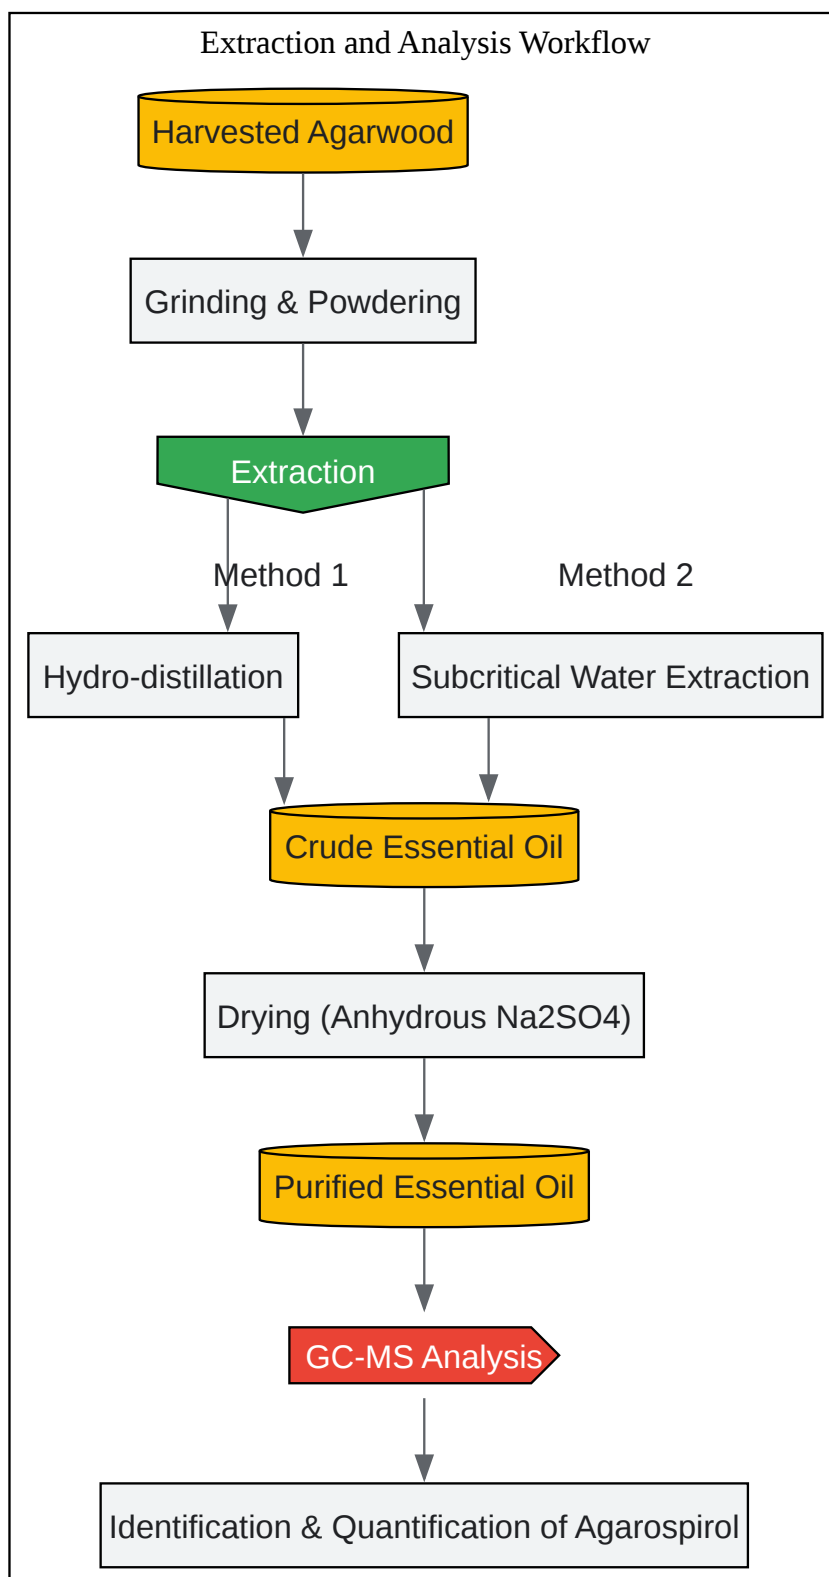 Extraction and Analysis Workflow
Harvested Agarwood
Grinding & Powdering
Extraction
Method 1
Method 2
Hydro-distillation
Subcritical Water Extraction
Crude Essential Oil
Drying (Anhydrous Na2SO4)
Purified Essential Oil
GC-MS Analysis
Identification & Quantification of Agarospirol